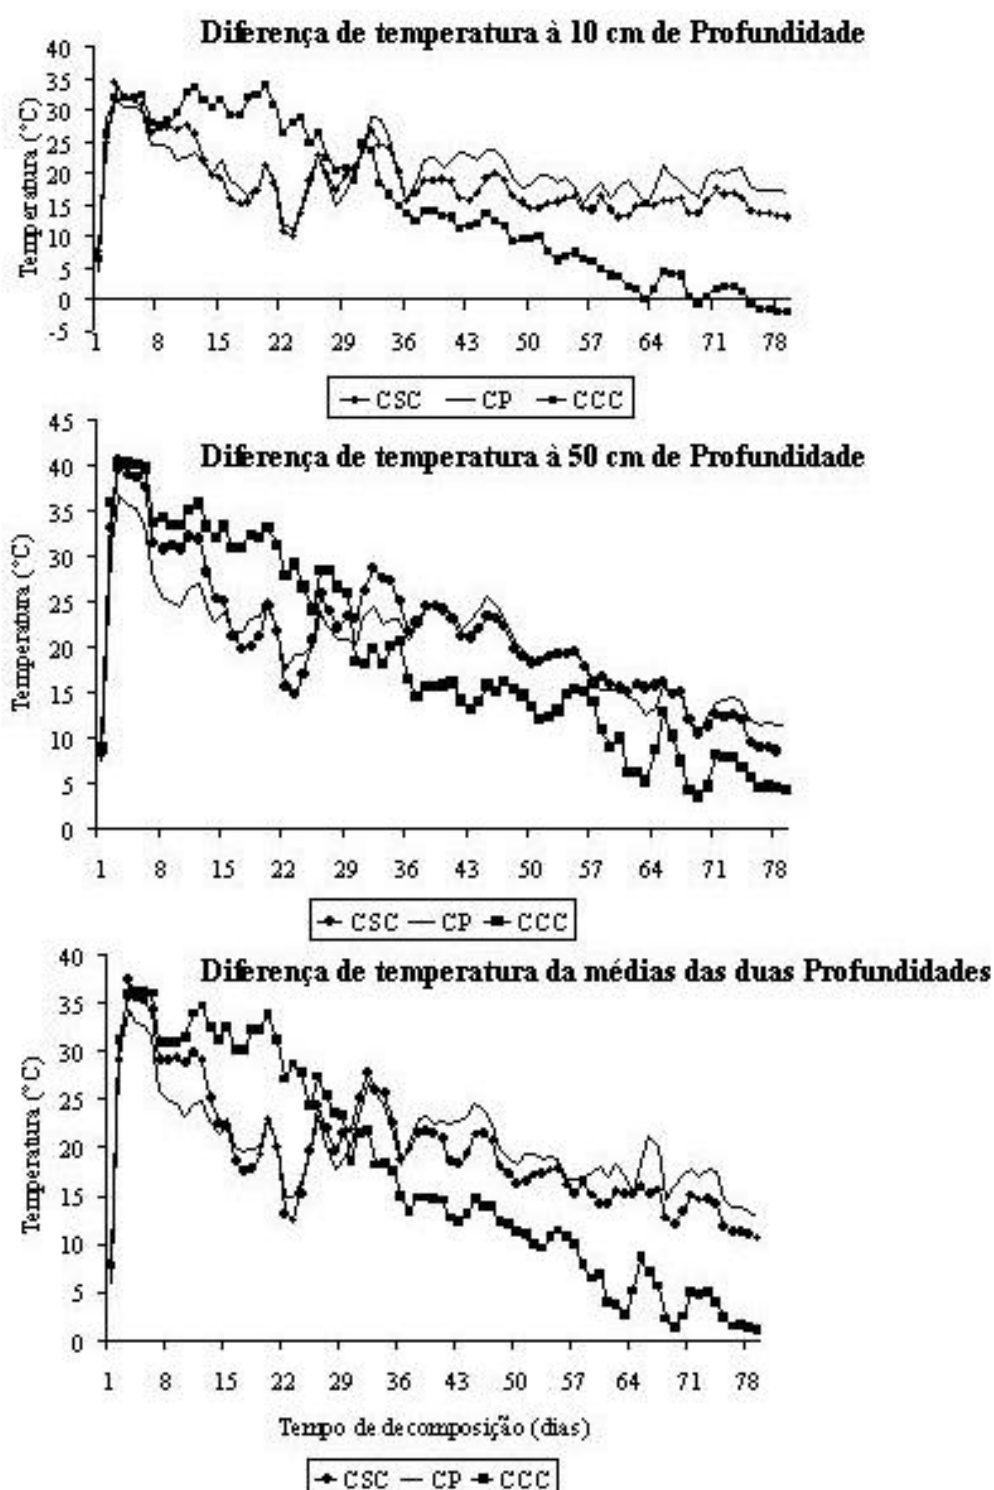 Diferença de temperatura à 10 cm de Profundidade
Temperatura (°C)
40
35
30
25
20
15
10
5
0
-5
1 8 15 22 29 36 43 50 57 64 71 78
CSC CP CCC
Diferença de temperatura à 50 cm de Profundidade
Temperatura (°C)
45
40
35
30
25
20
15
10
5
0
1 8 15 22 29 36 43 50 57 64 71 78
CSC CP CCC
Diferença de temperatura da médias das duas Profundidades
Temperatura (°C)
40
35
30
25
20
15
10
5
0
1 8 15 22 29 36 43 50 57 64 71 78
Tempo de decomposição (dias)
CSC CP CCC